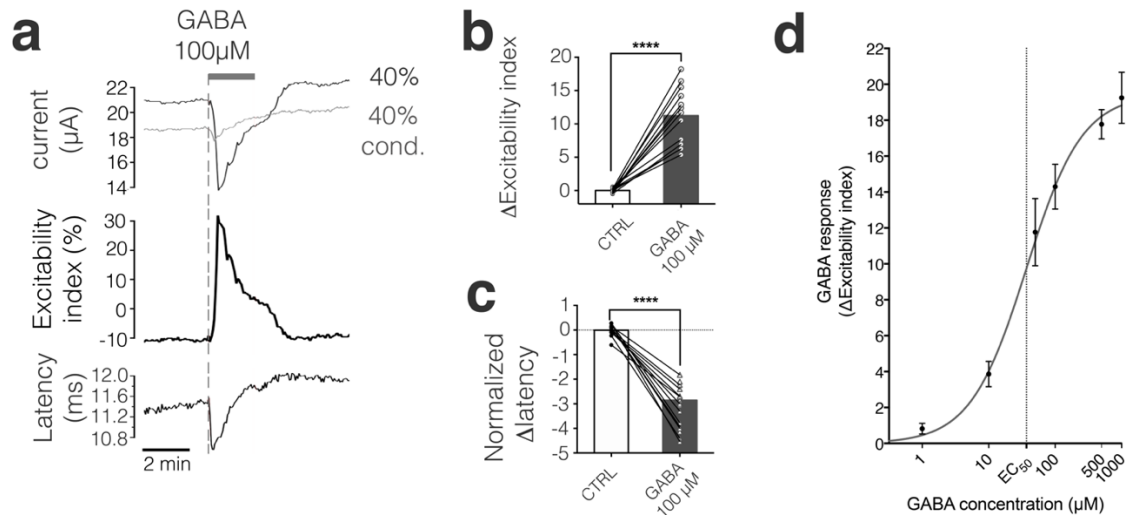 a
GABA
100µM
40%
40%
cond.
current
(µA)
22
20
18
16
14
Excitability
index (%)
30
20
10
0
-10
Latency
(ms)
12.0
11.6
11.2
10.8
2 min
b
****
ΔExcitability index
20
15
10
5
0
CTRL
GABA
100 µM
c
****
Normalized
Δlatency
1
0
-1
-2
-3
-4
-5
CTRL
GABA
100 µM
d
GABA response
(ΔExcitability index)
22
20
18
16
14
12
10
8
6
4
2
0
1
10
EC50
100
500
1000
GABA concentration (µM)